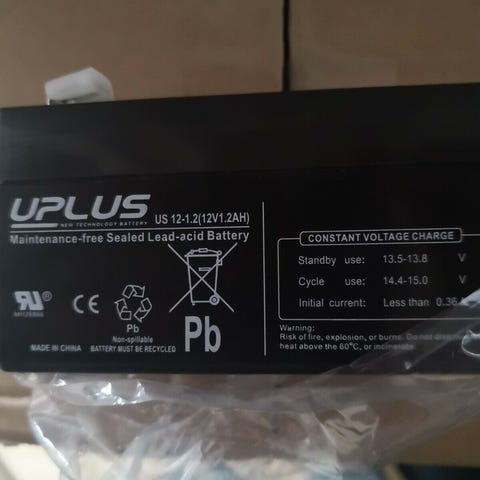 UPLUS
NEW TECHNOLOGY BATTERY
US 12-1.2(12V1.2AH)
Maintenance-free Sealed Lead-acid Battery
CONSTANT VOLTAGE CHARGE
Standby use: 13.5-13.8 V
Cycle use: 14.4-15.0 V
Initial current: Less than 0.36A
Warning:
Risk of fire, explosion, or burns. Do not
heat above the 60°C, or incinerate.
CE
Pb
Non-spillable
BATTERY MUST BE RECYCLED
MADE IN CHINA
Pb